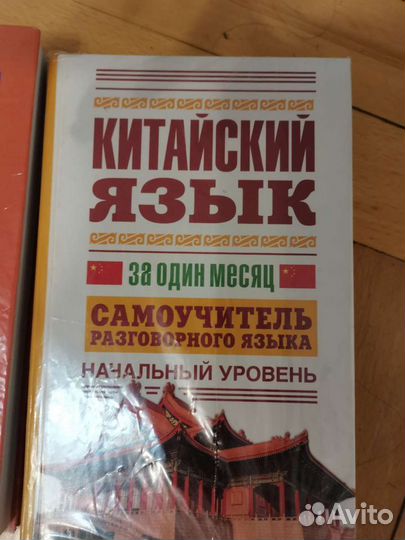 КИТАЙСКИЙ
ЯЗЫК
ЗА ОДИН МЕСЯЦ
САМОУЧИТЕЛЬ
РАЗГОВОРНОГО ЯЗЫКА
НАЧАЛЬНЫЙ УРОВЕНЬ
Avito